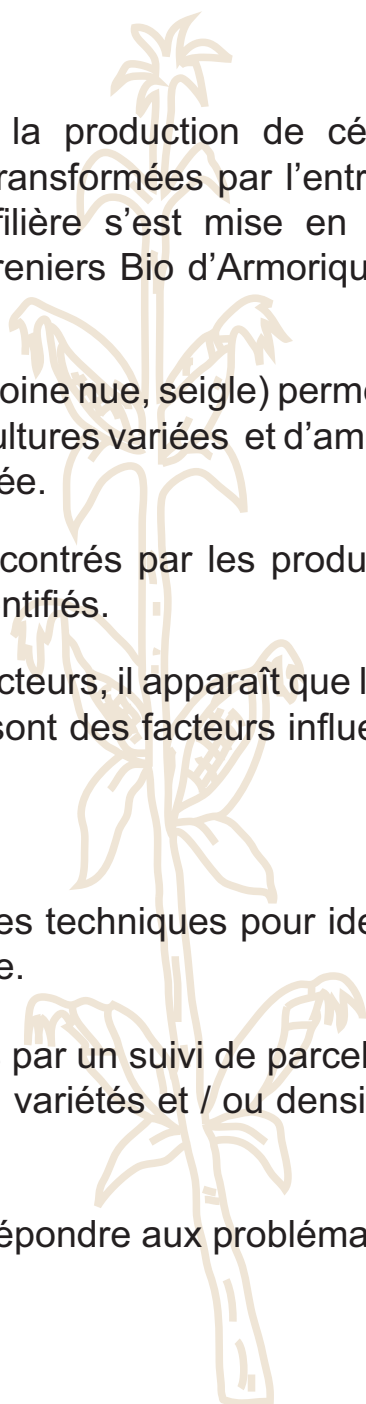 la production de cé
ransformées par l’entr
filière s’est mise en
reniers Bio d’Armoriqu
oine nue, seigle) perme
ultures variées et d’am
ée.
contrés par les produ
ntifiés.
cteurs, il apparaît que l
sont des facteurs influe
es techniques pour ide
e.
par un suivi de parcel
variétés et / ou densi
épondre aux probléma